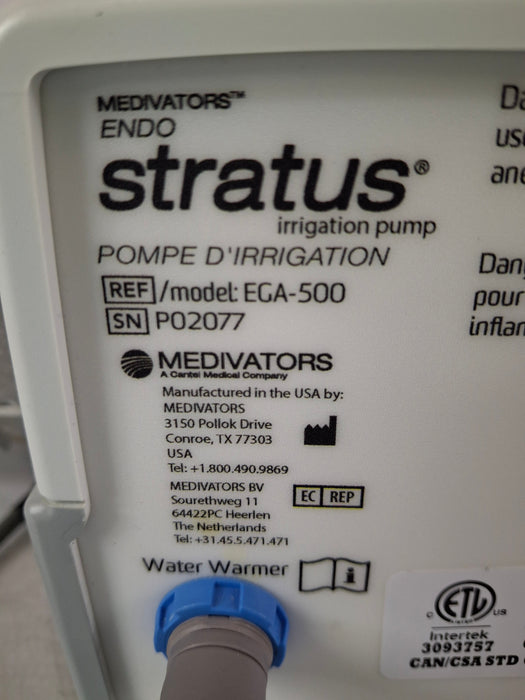 MEDIVATORS™
ENDO
stratus®
irrigation pump
POMPE D'IRRIGATION
REF /model: EGA-500
SN P02077
MEDIVATORS
A Cantel Medical Company
Manufactured in the USA by:
MEDIVATORS
3150 Pollok Drive
Conroe, TX 77303
USA
Tel: +1.800.490.9869
MEDIVATORS BV
Sourethweg 11
64422PC Heerlen
The Netherlands
Tel: +31.45.5.471.471
EC REP
Water Warmer
i
pour
C ETL US
Intertek
3093757
CAN/CSA STD